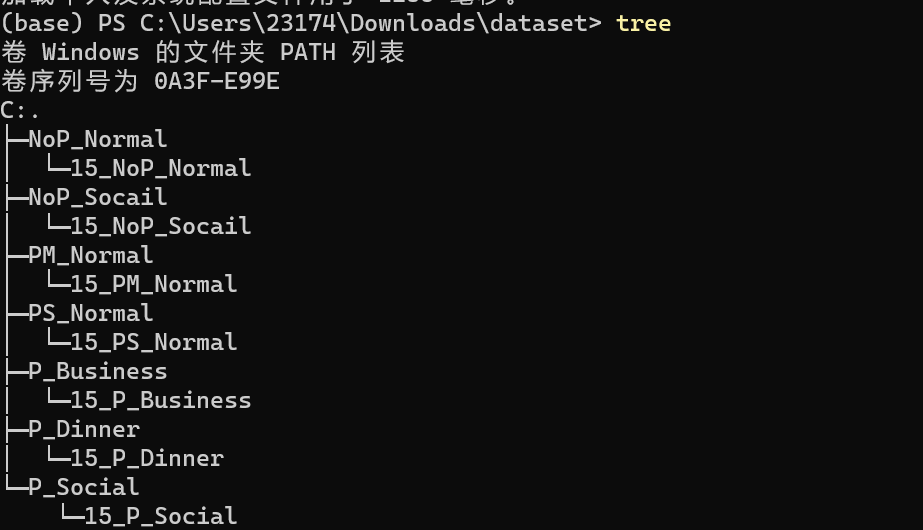 (base) PS C:\Users\23174\Downloads\dataset> tree
卷 Windows 的文件夹 PATH 列表
卷序列号为 0A3F-E99E
C:.
├─NoP_Normal
│  └─15_NoP_Normal
├─NoP_Socail
│  └─15_NoP_Socail
├─PM_Normal
│  └─15_PM_Normal
├─PS_Normal
│  └─15_PS_Normal
├─P_Business
│  └─15_P_Business
├─P_Dinner
│  └─15_P_Dinner
└─P_Social
    └─15_P_Social